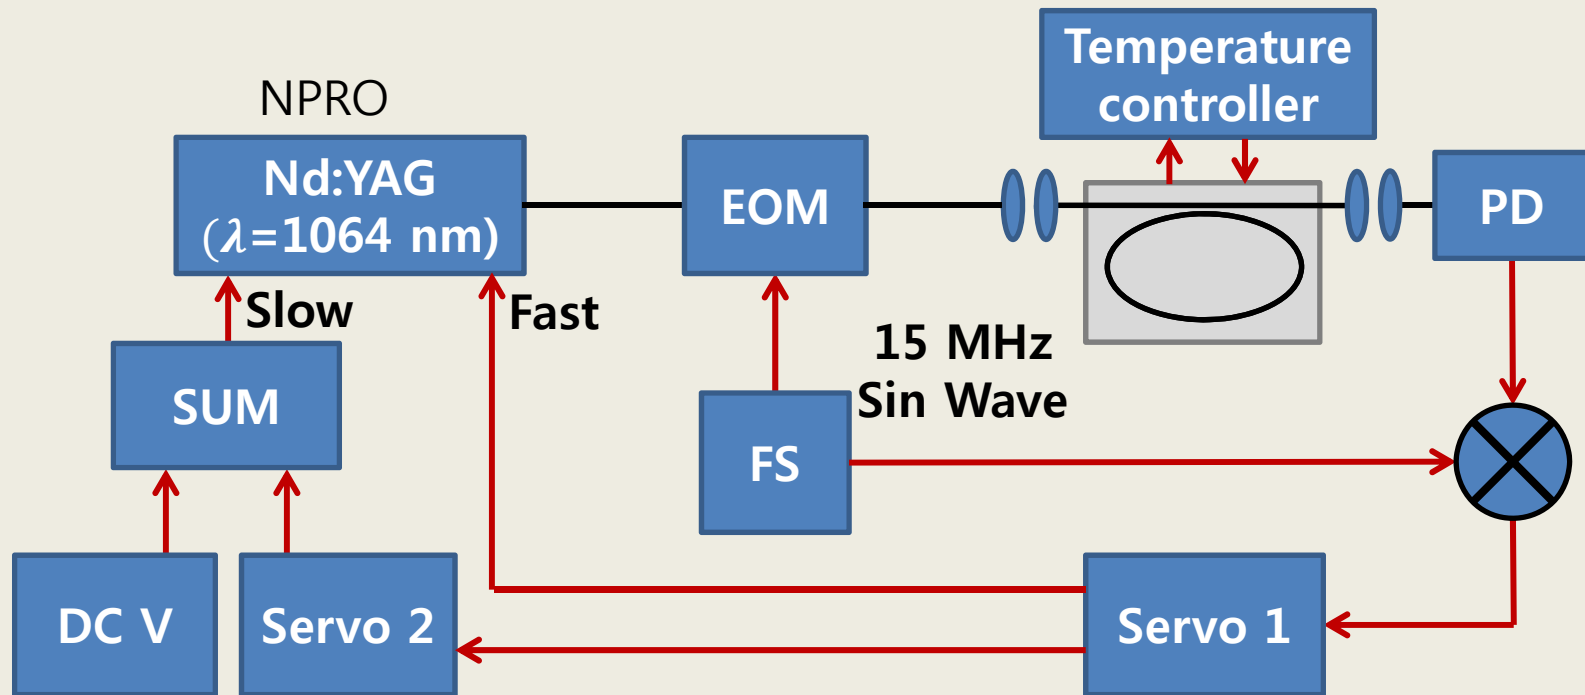 Temperature
controller
NPRO
Nd:YAG
(λ=1064 nm)
EOM
PD
Slow
Fast
15 MHz
Sin Wave
SUM
FS
DC V
Servo 2
Servo 1